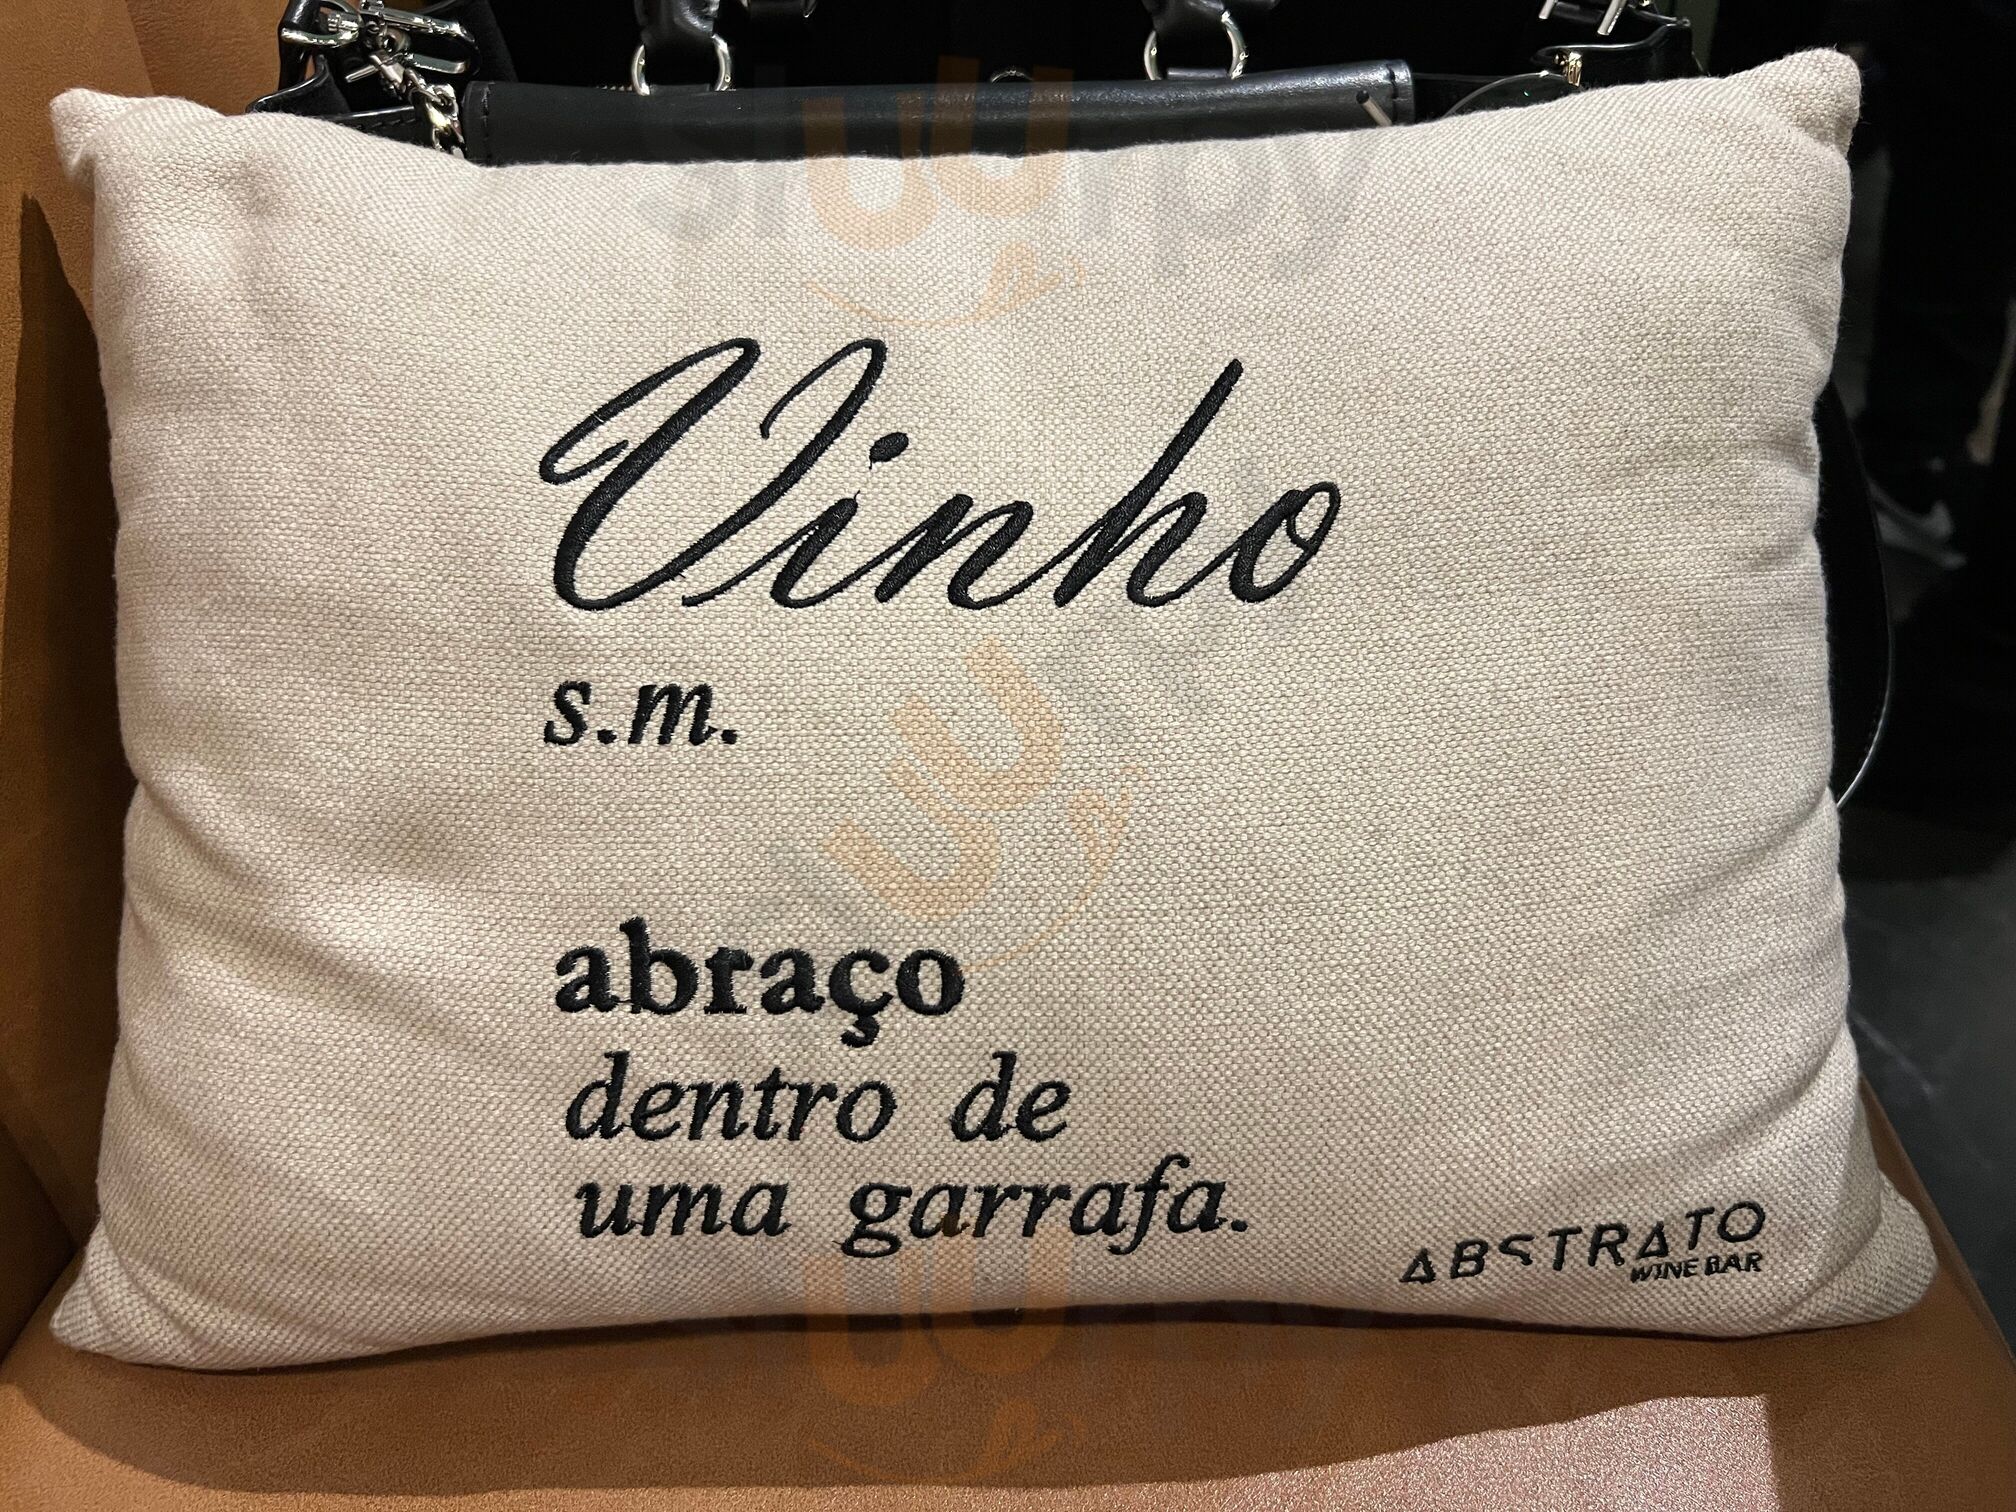 Vinho
s.m.
abraço
dentro de
uma garrafa.
ABSTRATO
WINE BAR